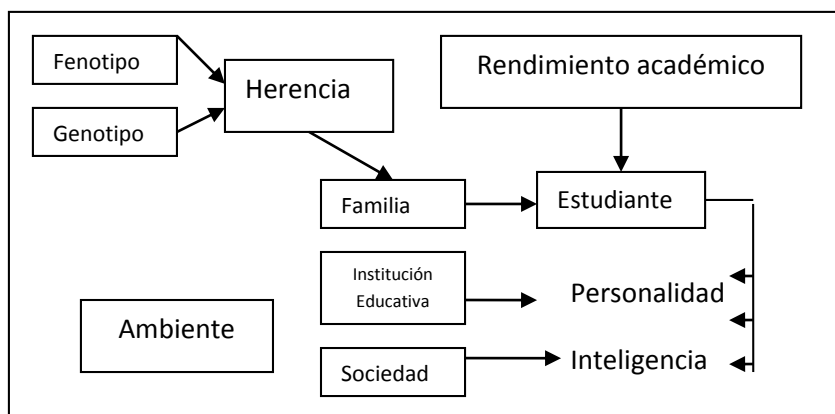 Fenotipo
Genotipo
Herencia
Rendimiento académico
Familia
Estudiante
Institución
Educativa
Personalidad
Ambiente
Sociedad
Inteligencia